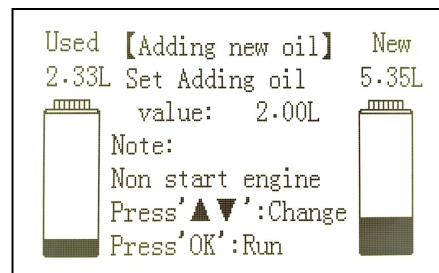 Used 【Adding new oil】 New
2.33L Set Adding oil 5.35L
value: 2.00L
Note:
Non start engine
Press'▲▼':Change
Press'OK':Run